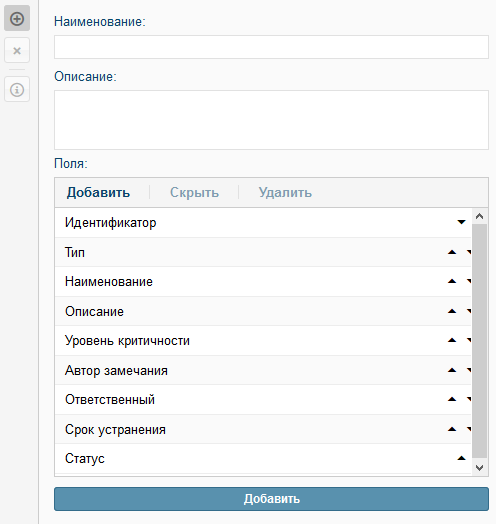 Наименование:
Описание:
Поля:
Добавить Скрыть Удалить
Идентификатор
Тип
Наименование
Описание
Уровень критичности
Автор замечания
Ответственный
Срок устранения
Статус
Добавить